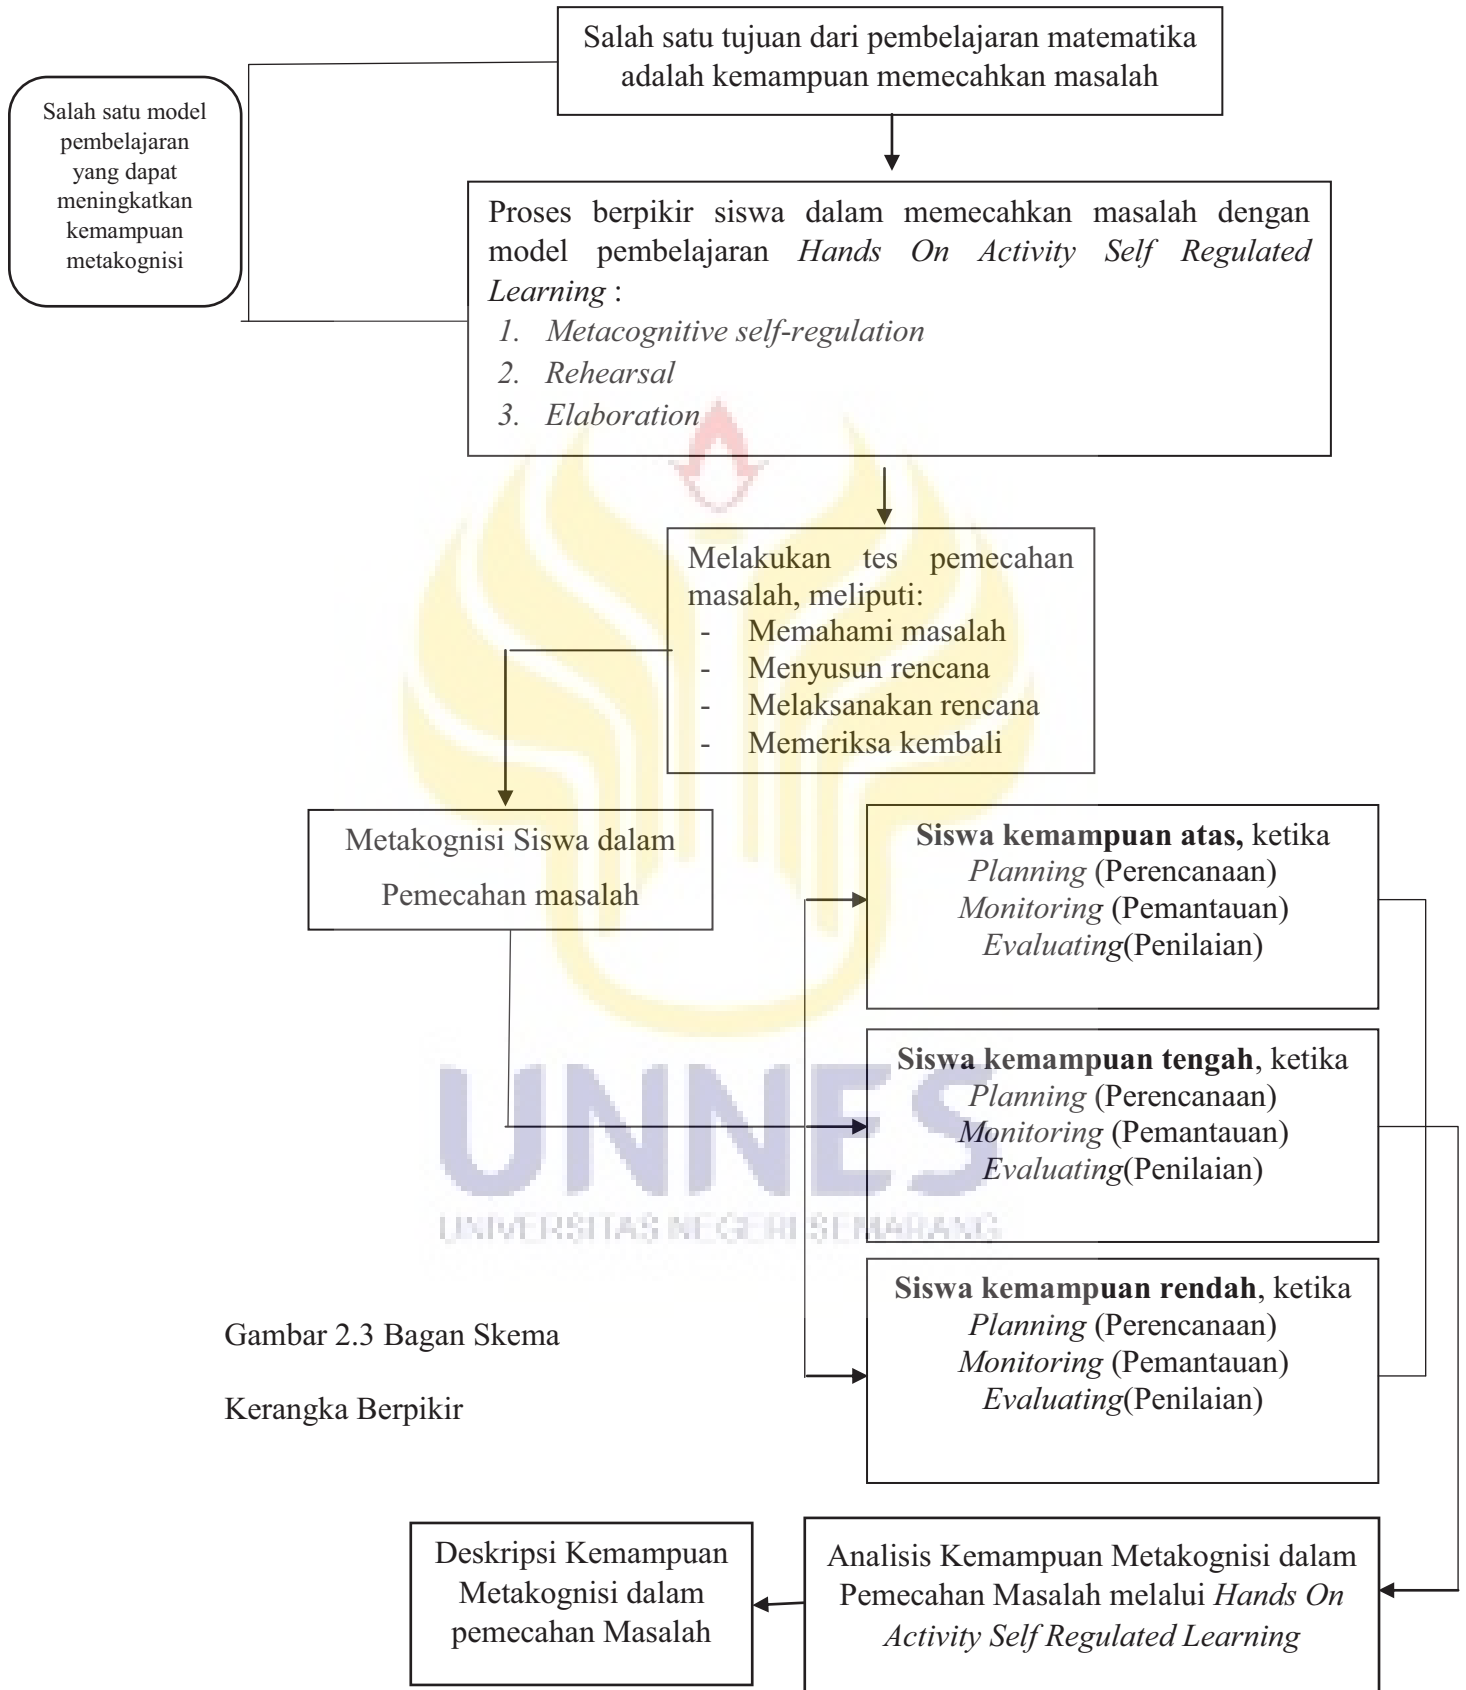 Salah satu tujuan dari pembelajaran matematika
adalah kemampuan memecahkan masalah
Salah satu model
pembelajaran
yang dapat
meningkatkan
kemampuan
metakognisi
Proses berpikir siswa dalam memecahkan masalah dengan
model pembelajaran Hands On Activity Self Regulated
Learning :
1. Metacognitive self-regulation
2. Rehearsal
3. Elaboration
Melakukan tes pemecahan
masalah, meliputi:
- Memahami masalah
- Menyusun rencana
- Melaksanakan rencana
- Memeriksa kembali
Metakognisi Siswa dalam
Pemecahan masalah
Siswa kemampuan atas, ketika
Planning (Perencanaan)
Monitoring (Pemantauan)
Evaluating(Penilaian)
Siswa kemampuan tengah, ketika
Planning (Perencanaan)
Monitoring (Pemantauan)
Evaluating(Penilaian)
UNNES
UNIVERSITAS NEGERI SEMARANG
Siswa kemampuan rendah, ketika
Planning (Perencanaan)
Monitoring (Pemantauan)
Evaluating(Penilaian)
Gambar 2.3 Bagan Skema
Kerangka Berpikir
Deskripsi Kemampuan
Metakognisi dalam
pemecahan Masalah
Analisis Kemampuan Metakognisi dalam
Pemecahan Masalah melalui Hands On
Activity Self Regulated Learning